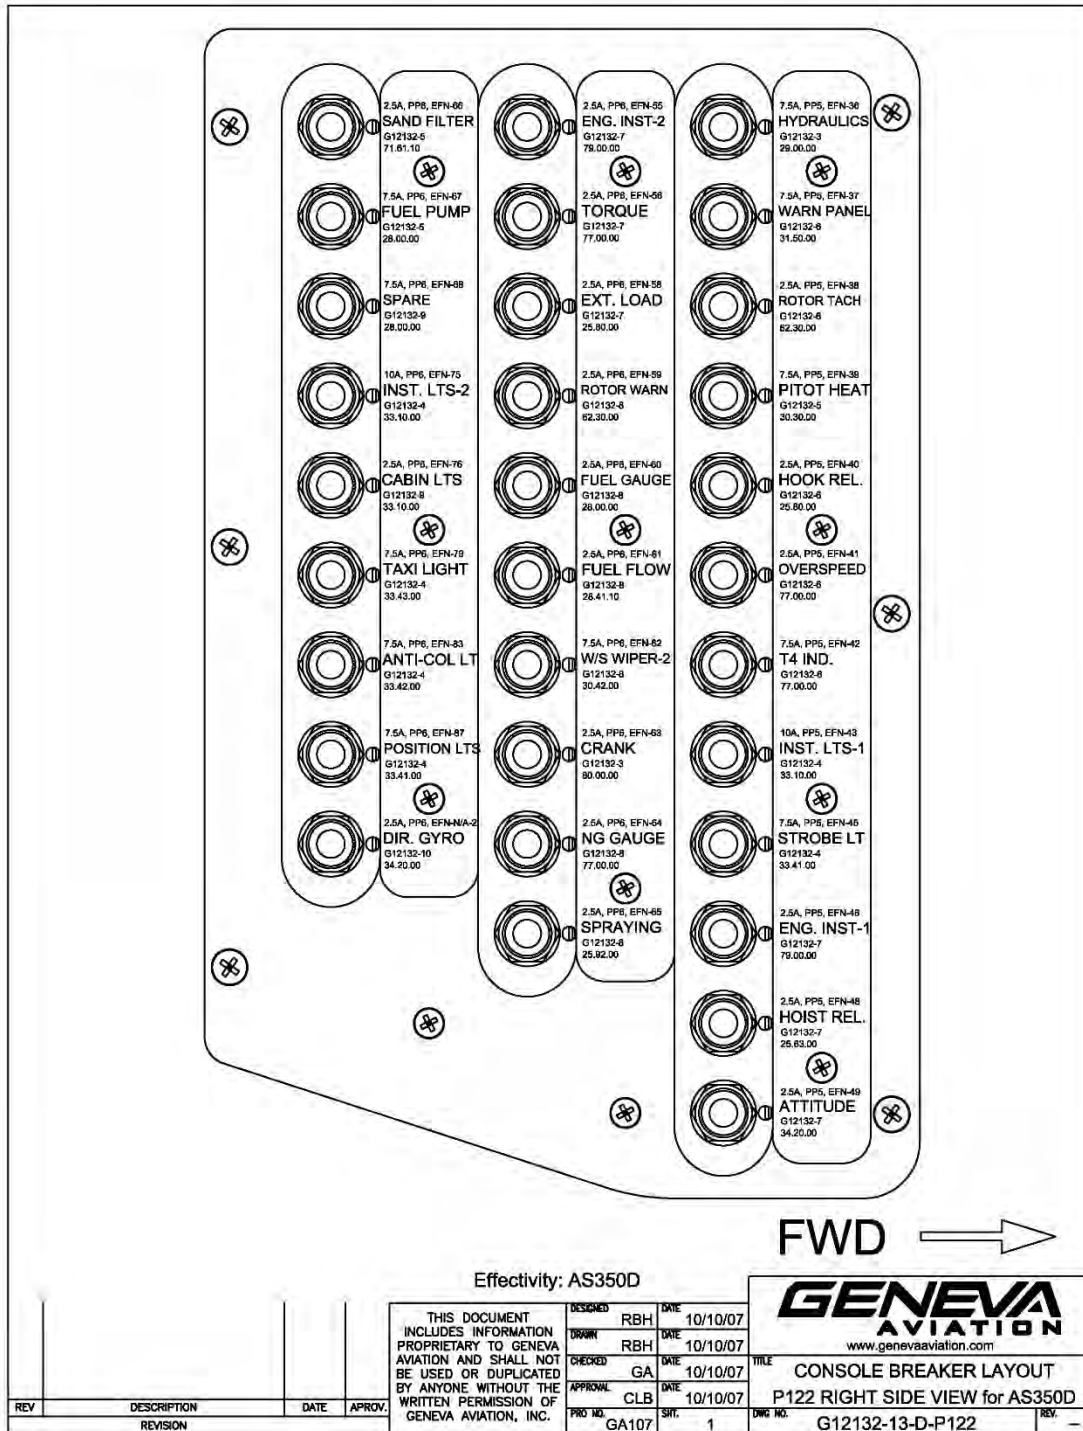 2.5A, PP6, EFN-66
SAND FILTER
G12132-5
71.61.10
7.5A, PP6, EFN-67
FUEL PUMP
G12132-5
28.00.00
7.5A, PP6, EFN-68
SPARE
G12132-9
28.00.00
10A, PP6, EFN-75
INST. LTS-2
G12132-4
33.10.00
2.5A, PP6, EFN-76
CABIN LTS
G12132-9
33.10.00
7.5A, PP6, EFN-79
TAXI LIGHT
G12132-4
33.43.00
7.5A, PP6, EFN-83
ANTI-COL LT
G12132-4
33.42.00
7.5A, PP6, EFN-87
POSITION LTS
G12132-4
33.41.00
2.5A, PP6, EFN-N/A-2
DIR. GYRO
G12132-10
34.20.00
2.5A, PP6, EFN-55
ENG. INST-2
G12132-7
79.00.00
2.5A, PP6, EFN-56
TORQUE
G12132-7
77.00.00
2.5A, PP6, EFN-58
EXT. LOAD
G12132-7
25.60.00
2.5A, PP6, EFN-59
ROTOR WARN
G12132-8
62.30.00
2.5A, PP6, EFN-60
FUEL GAUGE
G12132-8
28.00.00
2.5A, PP6, EFN-61
FUEL FLOW
G12132-8
28.41.10
7.5A, PP6, EFN-62
W/S WIPER-2
G12132-8
30.42.00
2.5A, PP6, EFN-63
CRANK
G12132-3
80.00.00
2.5A, PP6, EFN-64
NG GAUGE
G12132-8
77.00.00
2.5A, PP6, EFN-65
SPRAYING
G12132-8
25.92.00
7.5A, PP5, EFN-36
HYDRAULICS
G12132-3
29.00.00
7.5A, PP5, EFN-37
WARN PANEL
G12132-6
31.50.00
2.5A, PP5, EFN-38
ROTOR TACH
G12132-6
62.30.00
7.5A, PP5, EFN-39
PITOT HEAT
G12132-5
30.30.00
2.5A, PP5, EFN-40
HOOK REL.
G12132-6
25.60.00
2.5A, PP5, EFN-41
OVERSPEED
G12132-6
77.00.00
7.5A, PP5, EFN-42
T4 IND.
G12132-6
77.00.00
10A, PP5, EFN-43
INST. LTS-1
G12132-4
33.10.00
7.5A, PP5, EFN-45
STROBE LT
G12132-4
33.41.00
2.5A, PP5, EFN-46
ENG. INST-1
G12132-7
79.00.00
2.5A, PP5, EFN-48
HOIST REL.
G12132-7
25.63.00
2.5A, PP5, EFN-49
ATTITUDE
G12132-7
34.20.00
FWD
Effectivity: AS350D
REV DESCRIPTION DATE APROV.
REVISION
THIS DOCUMENT
INCLUDES INFORMATION
PROPRIETARY TO GENEVA
AVIATION AND SHALL NOT
BE USED OR DUPLICATED
BY ANYONE WITHOUT THE
WRITTEN PERMISSION OF
GENEVA AVIATION, INC.
DESIGNED RBH DATE 10/10/07
DRAWN RBH DATE 10/10/07
CHECKED GA DATE 10/10/07
APPROVAL CLB DATE 10/10/07
PRO NO. GA107 SHT. 1
GENEVA
AVIATION
www.genevaaviation.com
TITLE
CONSOLE BREAKER LAYOUT
P122 RIGHT SIDE VIEW for AS350D
DWG NO. G12132-13-D-P122 REV. –